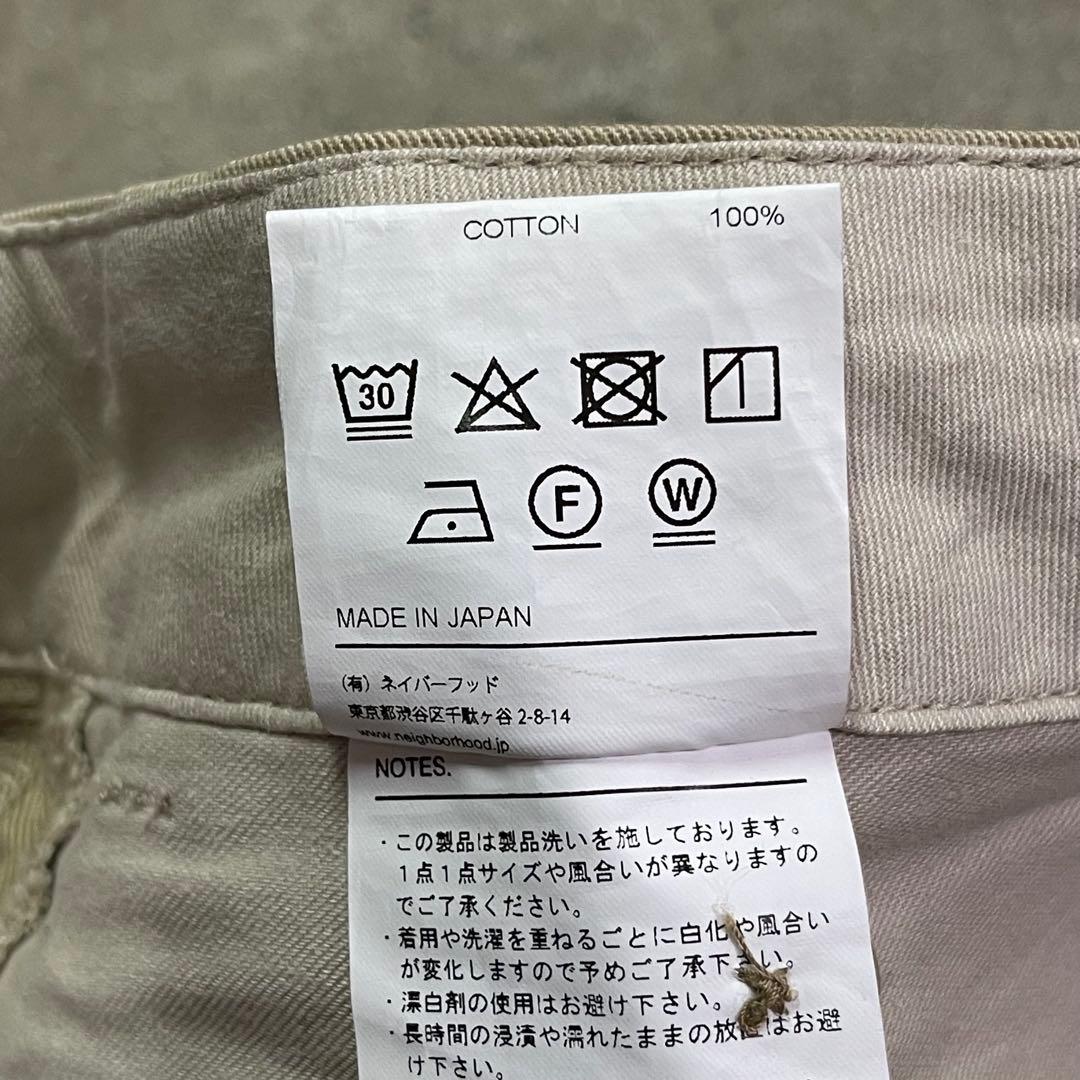 COTTON 100%
30
F W
MADE IN JAPAN
(有) ネイバーフッド
東京都渋谷区千駄ヶ谷 2-8-14
www.neighborhood.jp
NOTES.
・この製品は製品洗いを施しております。
1点1点サイズや風合いが異なりますの
でご了承ください。
・着用や洗濯を重ねるごとに白化や風合い
が変化しますので予めご了承下さい。
・漂白剤の使用はお避け下さい。
・長時間の浸漬や濡れたままの放置はお避
け下さい。